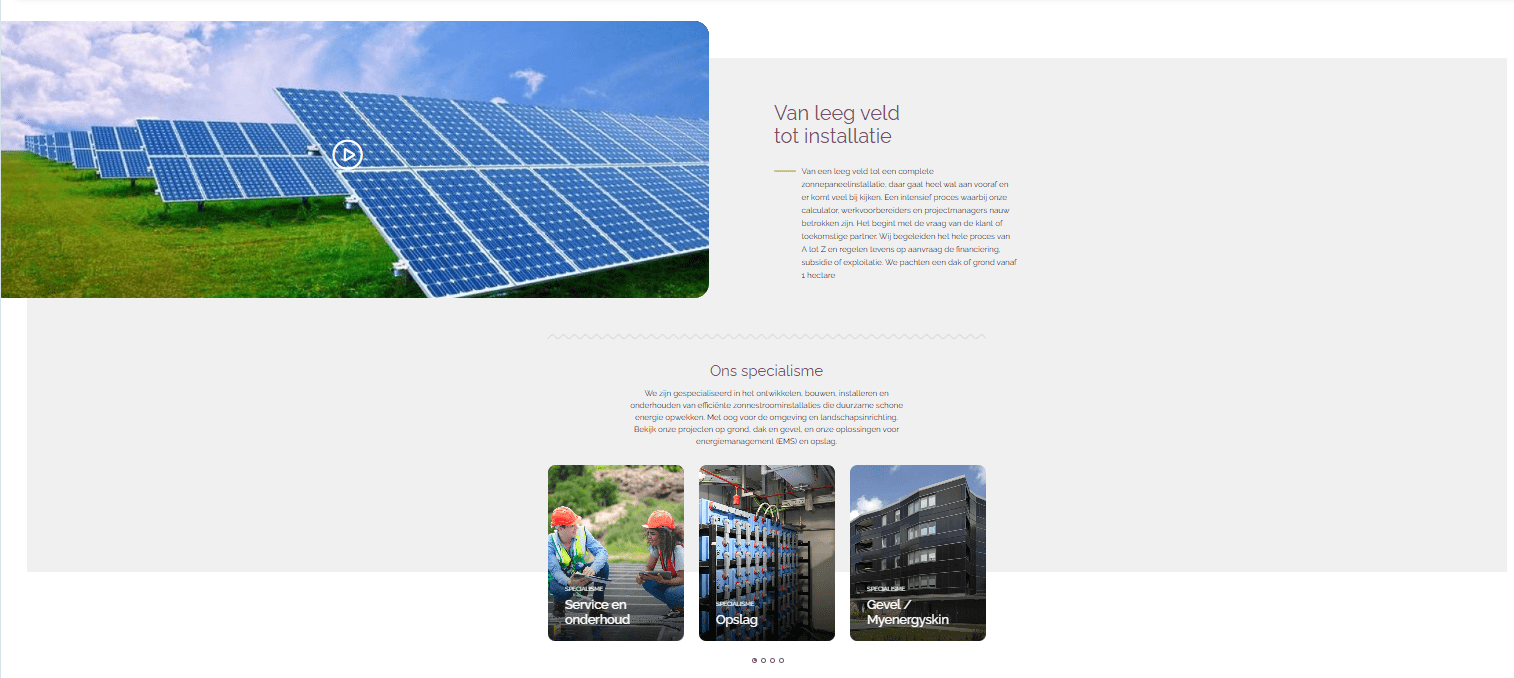 Van leeg veld
tot installatie
Van een leeg veld tot een complete
zonnepaneelinstallatie, daar gaat heel wat aan vooraf en
er komt veel bij kijken. Een intensief proces waarbij onze
calculator, werkvoorbereiders en projectmanagers nauw
betrokken zijn. Het begint met de vraag van de klant of
toekomstige partner. Wij begeleiden het hele proces van
A tot Z en regelen tevens op aanvraag de financiering,
subsidie of exploitatie. We pachten een dak of grond vanaf
1 hectare
Ons specialisme
We zijn gespecialiseerd in het ontwikkelen, bouwen, installeren en
onderhouden van efficiënte zonnestroominstallaties die duurzame schone
energie opwekken. Met oog voor de omgeving en landschapsinrichting.
Bekijk onze projecten op grond, dak en gevel, en onze oplossingen voor
energiemanagement (EMS) en opslag.
SPECIALISME
Service en
onderhoud
SPECIALISME
Opslag
SPECIALISME
Gevel /
Myenergyskin